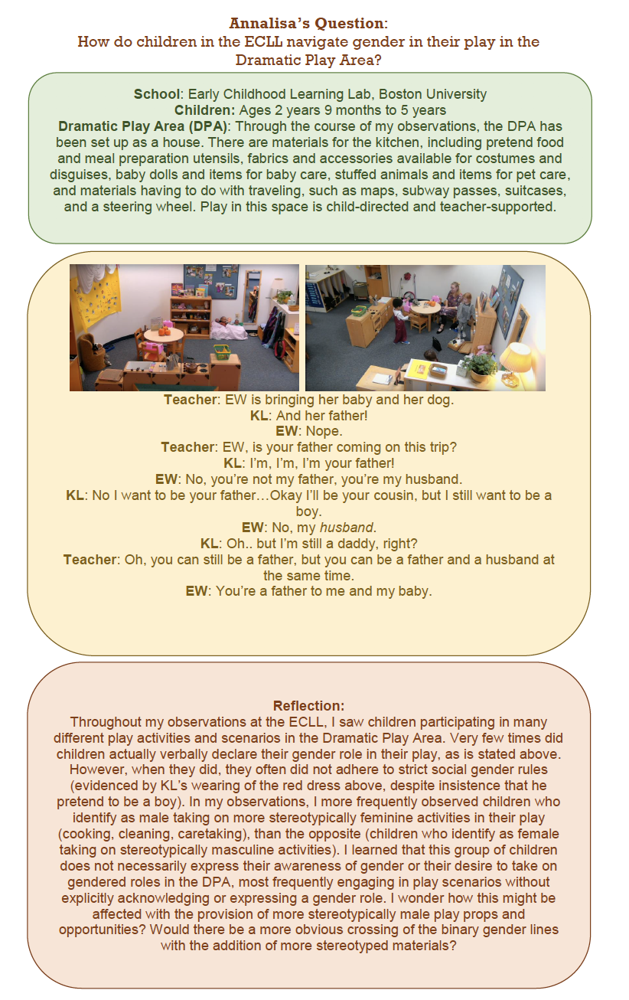 Annalisa’s Question:
How do children in the ECLL navigate gender in their play in the
Dramatic Play Area?
School: Early Childhood Learning Lab, Boston University
Children: Ages 2 years 9 months to 5 years
Dramatic Play Area (DPA): Through the course of my observations, the DPA has
been set up as a house. There are materials for the kitchen, including pretend food
and meal preparation utensils, fabrics and accessories available for costumes and
disguises, baby dolls and items for baby care, stuffed animals and items for pet care,
and materials having to do with traveling, such as maps, subway passes, suitcases,
and a steering wheel. Play in this space is child-directed and teacher-supported.
Teacher: EW is bringing her baby and her dog.
KL: And her father!
EW: Nope.
Teacher: EW, is your father coming on this trip?
KL: I’m, I’m, I’m your father!
EW: No, you’re not my father, you’re my husband.
KL: No I want to be your father…Okay I’ll be your cousin, but I still want to be a
boy.
EW: No, my husband.
KL: Oh.. but I’m still a daddy, right?
Teacher: Oh, you can still be a father, but you can be a father and a husband at
the same time.
EW: You’re a father to me and my baby.
Reflection:
Throughout my observations at the ECLL, I saw children participating in many
different play activities and scenarios in the Dramatic Play Area. Very few times did
children actually verbally declare their gender role in their play, as is stated above.
However, when they did, they often did not adhere to strict social gender rules
(evidenced by KL’s wearing of the red dress above, despite insistence that he
pretend to be a boy). In my observations, I more frequently observed children who
identify as male taking on more stereotypically feminine activities in their play
(cooking, cleaning, caretaking), than the opposite (children who identify as female
taking on stereotypically masculine activities). I learned that this group of children
does not necessarily express their awareness of gender or their desire to take on
gendered roles in the DPA, most frequently engaging in play scenarios without
explicitly acknowledging or expressing a gender role. I wonder how this might be
affected with the provision of more stereotypically male play props and
opportunities? Would there be a more obvious crossing of the binary gender lines
with the addition of more stereotyped materials?